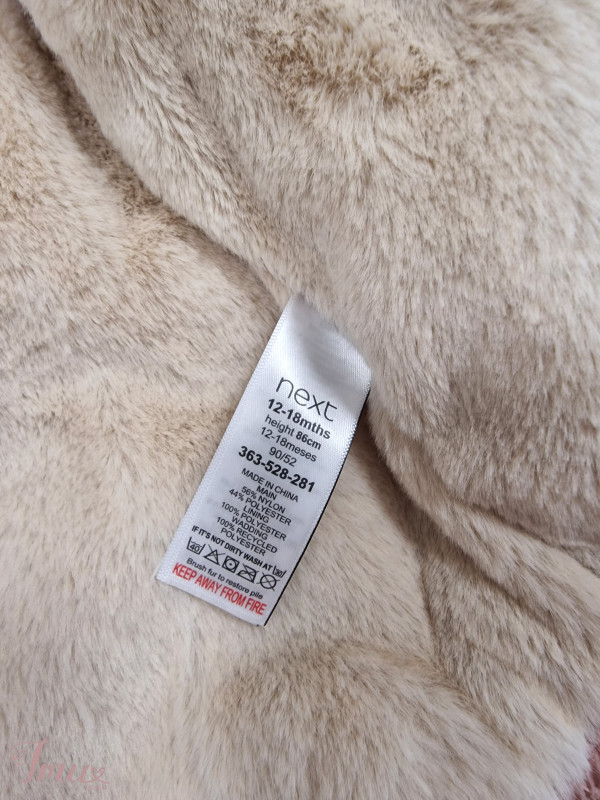 next
12-18mths
height 86cm
12-18meses
90/52
363-528-281
MADE IN CHINA
MAIN
56% NYLON
44% POLYESTER
LINING
100% POLYESTER
WADDING
100% RECYCLED
POLYESTER
IF IT'S NOT DIRTY WASH AT 30
40
Brush fur to restore pile
KEEP AWAY FROM FIRE